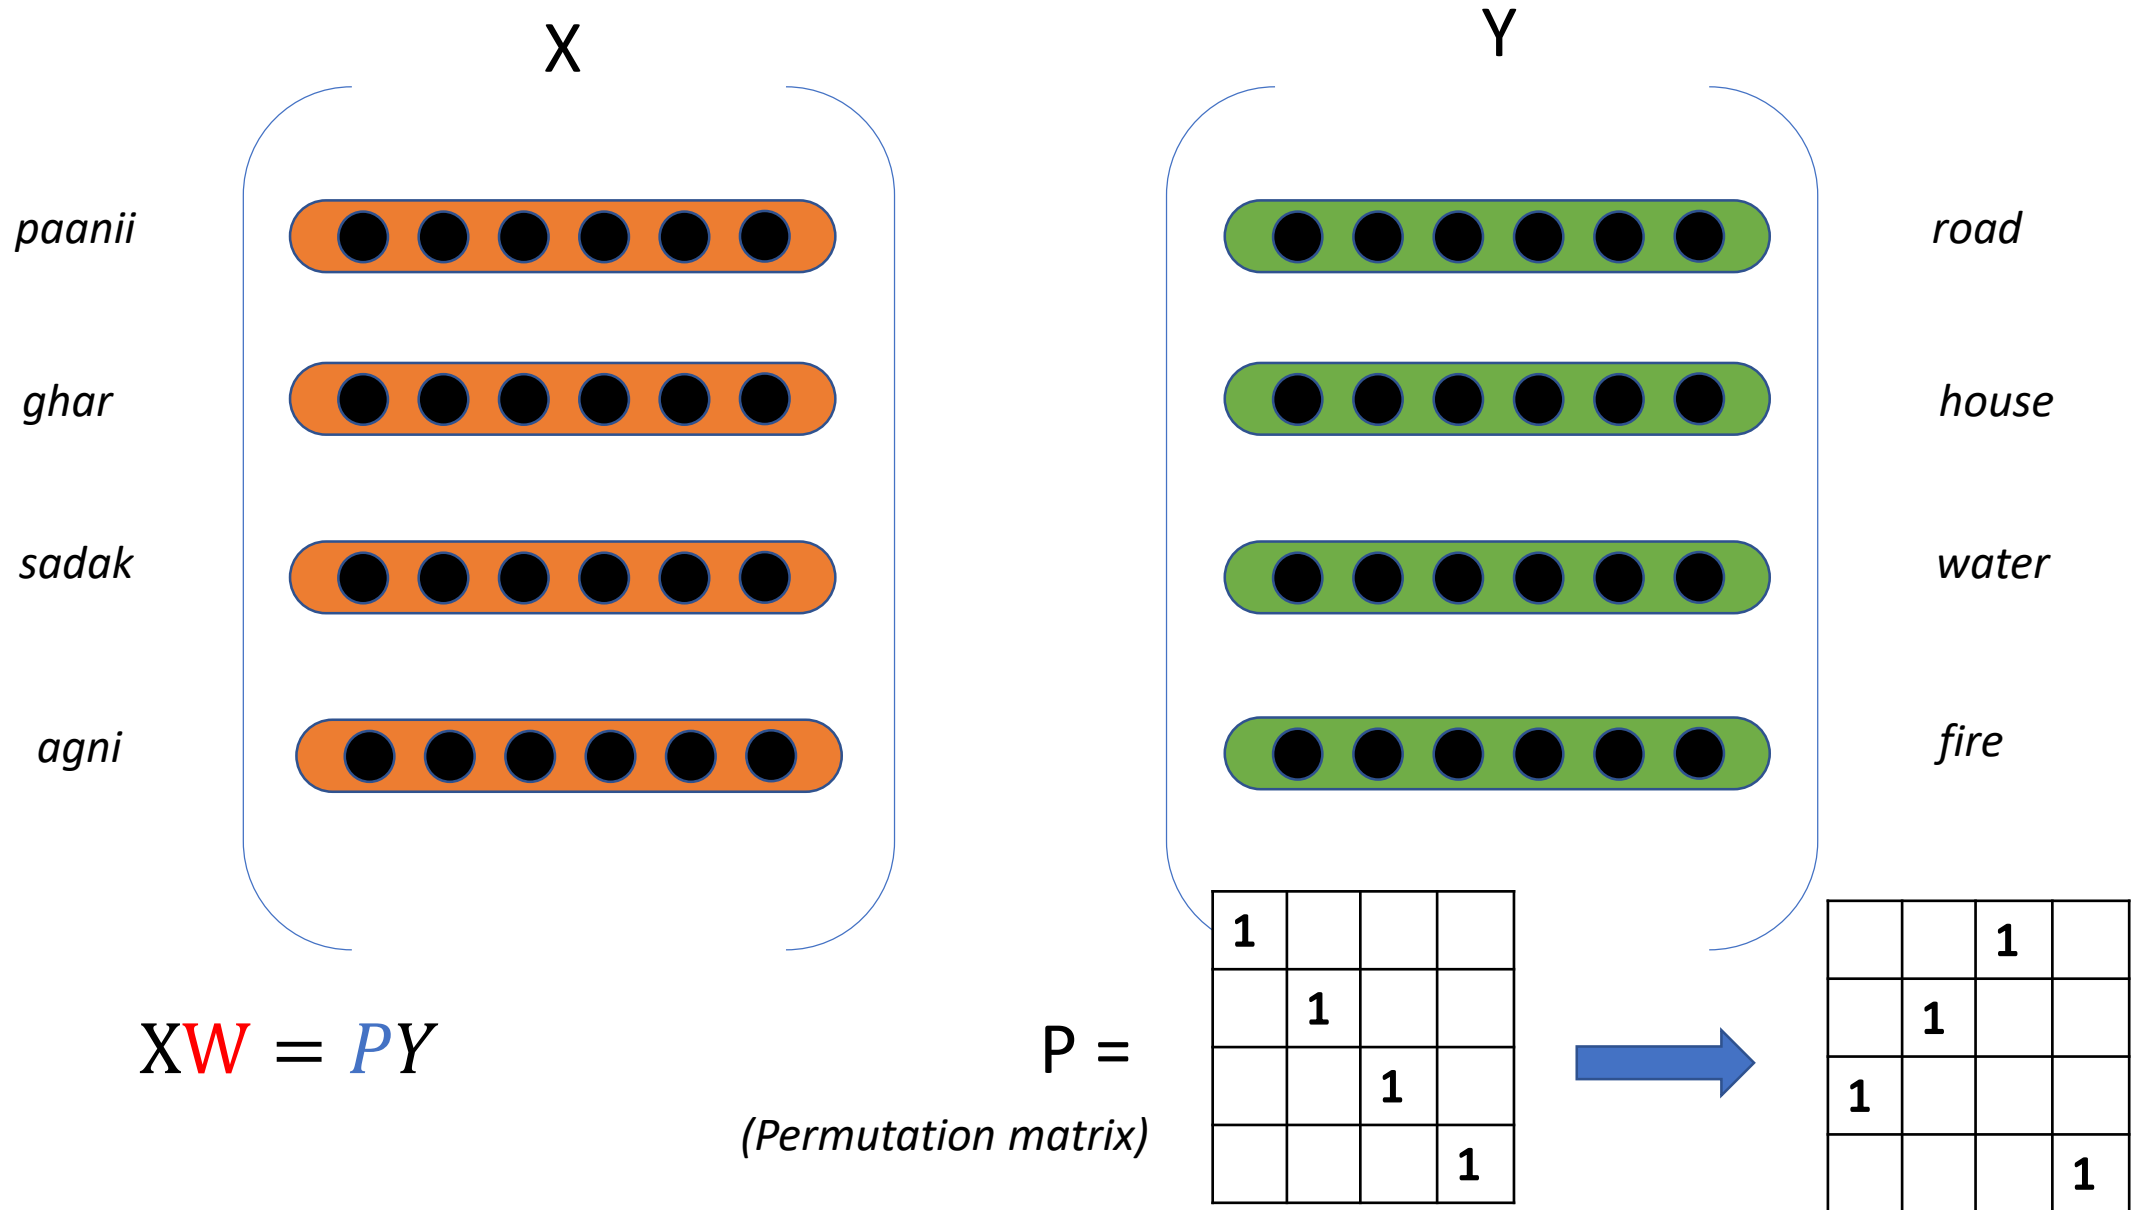 X
Y
paanii
road
ghar
house
sadak
water
agni
fire
XW = PY
P =
(Permutation matrix)
1
1
1
1
1
1
1
1